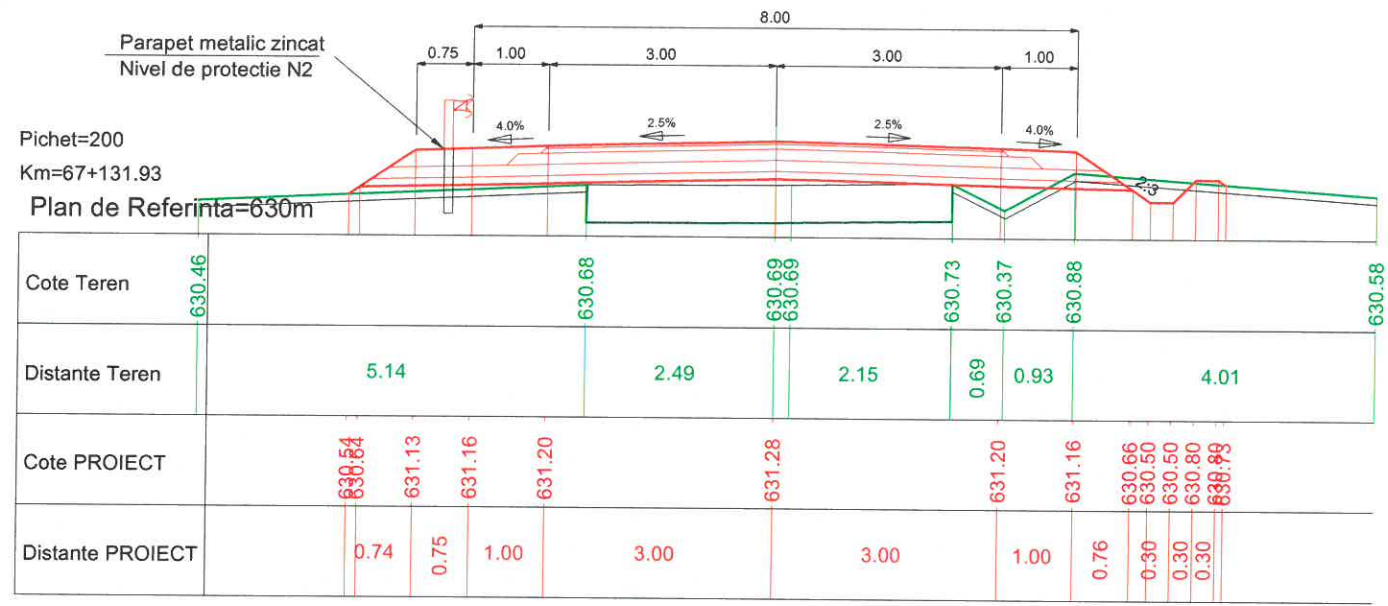 8.00
Parapet metalic zincat
Nivel de protectie N2
0.75 1.00 3.00 3.00 1.00
4.0% 2.5% 2.5% 4.0%
Pichet=200
Km=67+131.93
2:3
Plan de Referinta=630m
Cote Teren 630.46 630.68 630.69 630.69 630.73 630.37 630.88 630.58
Distante Teren 5.14 2.49 2.15 0.69 0.93 4.01
Cote PROIECT 630.54 630.64 631.13 631.16 631.20 631.28 631.20 631.16 630.66 630.50 630.50 630.80 630.80 630.73
Distante PROIECT 0.74 0.75 1.00 3.00 3.00 1.00 0.76 0.30 0.30 0.30